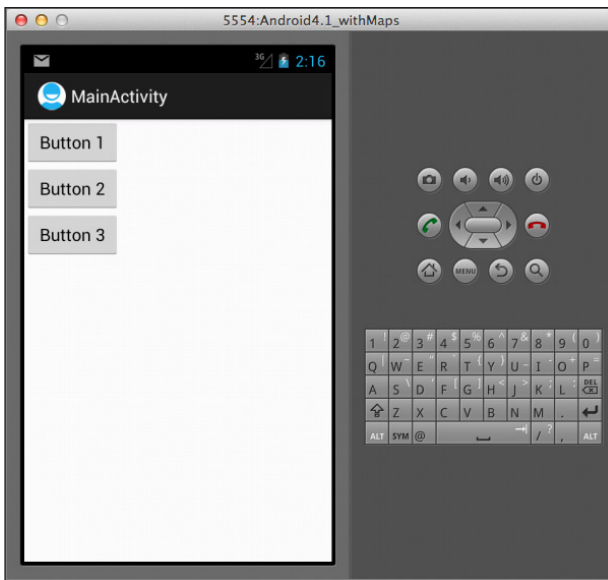 5554:Android4.1_withMaps
3G 2:16
MainActivity
Button 1
Button 2
Button 3
MENU
1 ! 2 @ 3 # 4 $ 5 % 6 ^ 7 & 8 * 9 ( 0 )
Q | W ~ E " R ` T { Y } U _ I - O + P =
A S \ D ' F [ G ] H < J > K ; L : DEL
Z X C V B N M .
ALT SYM @ / ? , ALT